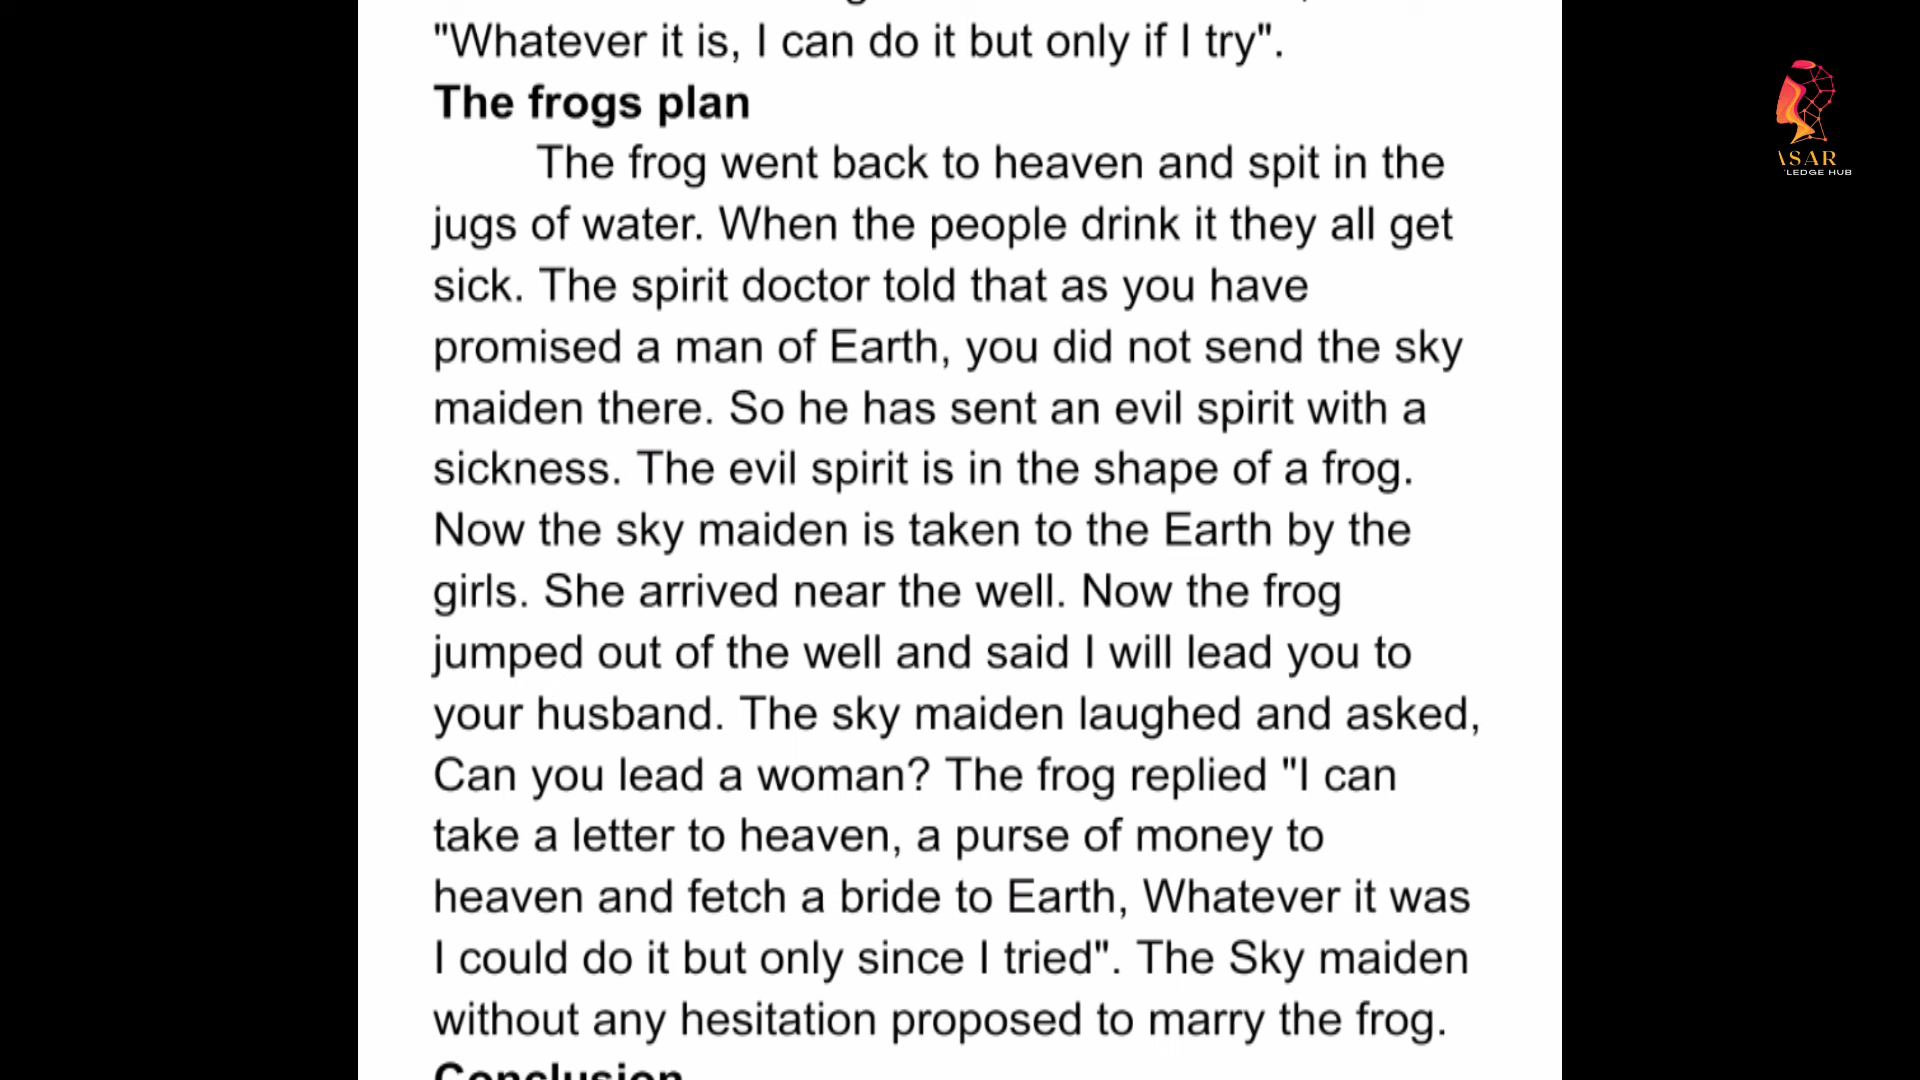 "Whatever it is, I can do it but only if I try".
The frogs plan
The frog went back to heaven and spit in the
jugs of water. When the people drink it they all get
sick. The spirit doctor told that as you have
promised a man of Earth, you did not send the sky
maiden there. So he has sent an evil spirit with a
sickness. The evil spirit is in the shape of a frog.
Now the sky maiden is taken to the Earth by the
girls. She arrived near the well. Now the frog
jumped out of the well and said I will lead you to
your husband. The sky maiden laughed and asked,
Can you lead a woman? The frog replied "I can
take a letter to heaven, a purse of money to
heaven and fetch a bride to Earth, Whatever it was
I could do it but only since I tried". The Sky maiden
without any hesitation proposed to marry the frog.
Conclusion
ASAR
LEDGE HUB